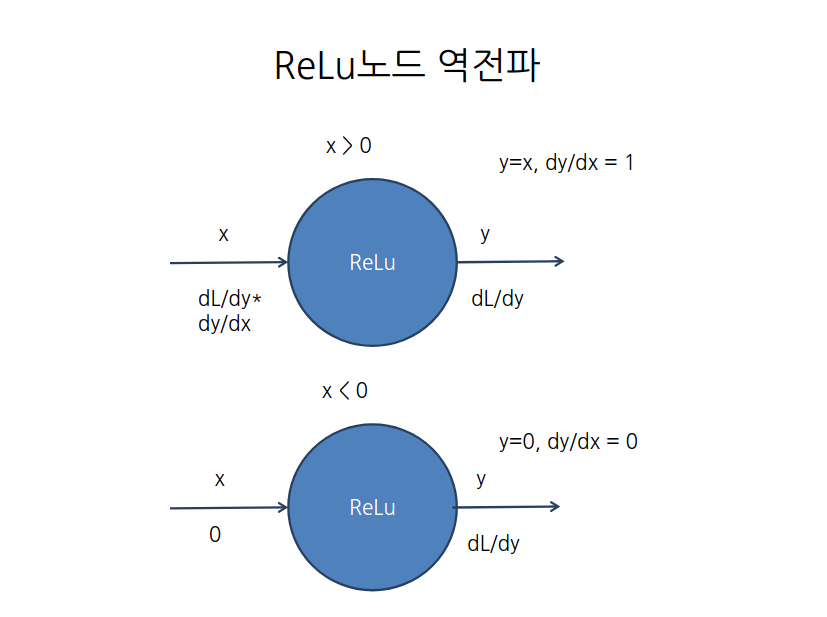 ReLu노드 역전파
x > 0
y=x, dy/dx = 1
x
y
ReLu
dL/dy*
dy/dx
dL/dy
x < 0
y=0, dy/dx = 0
x
y
ReLu
0
dL/dy